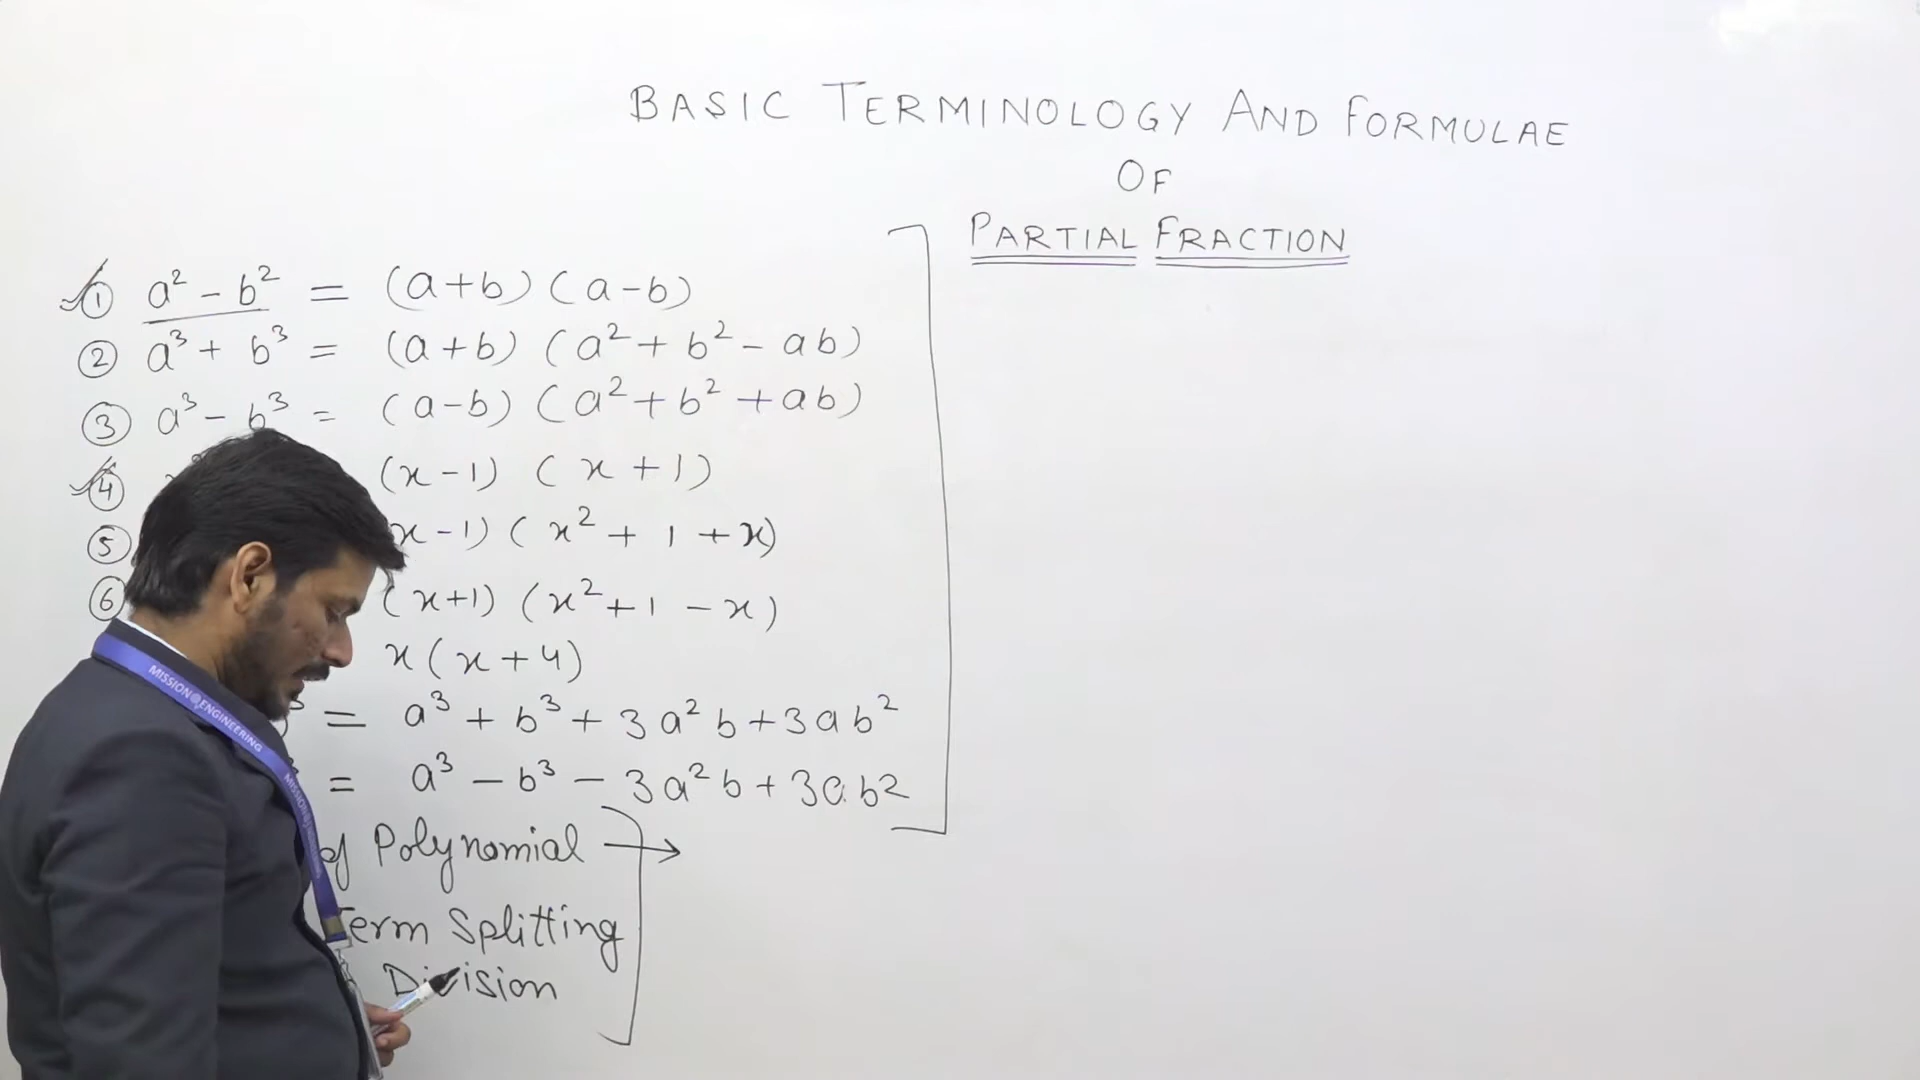 BASIC TERMINOLOGY AND FORMULAE
OF
PARTIAL FRACTION
① a² - b² = (a+b) (a-b)
② a³ + b³ = (a+b) (a² + b² - ab)
③ a³ - b³ = (a-b) (a² + b² + ab)
④ (x-1) (x+1)
⑤ x-1) (x² + 1 + x)
⑥ (x+1) (x² + 1 - x)
x(x+4)
³ = a³ + b³ + 3a²b + 3ab²
= a³ - b³ - 3a²b + 3ab²
of Polynomial →
Term Splitting
Division
MISSION@ENGINEERING